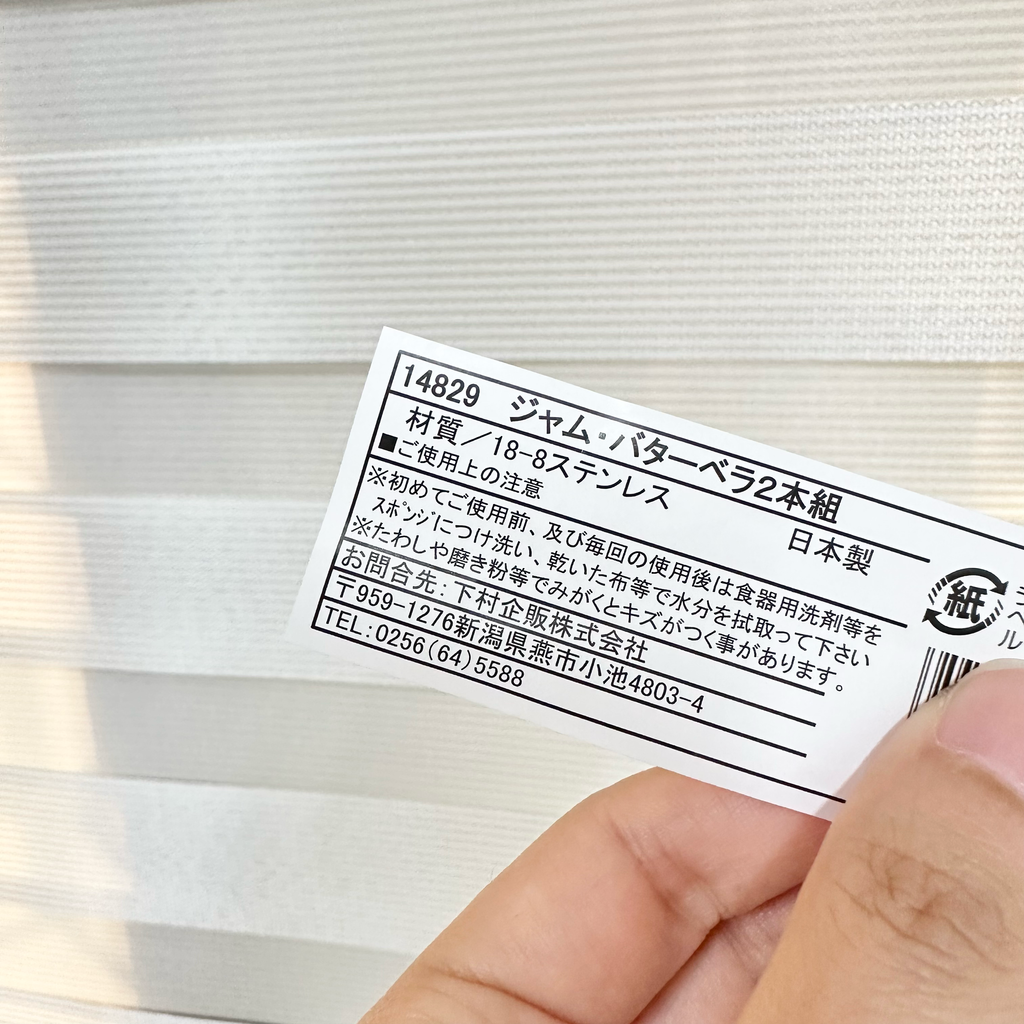 14829 ジャム・バターベラ2本組
材質／18-8ステンレス
日本製
■ご使用上の注意
※初めてご使用前、及び毎回の使用後は食器用洗剤等を
スポンジにつけ洗い、乾いた布等で水分を拭取って下さい
※たわしや磨き粉等でみがくとキズがつく事があります。
お問合先：下村企販株式会社
〒959-1276新潟県燕市小池4803-4
TEL:0256(64)5588
紙
ラベル